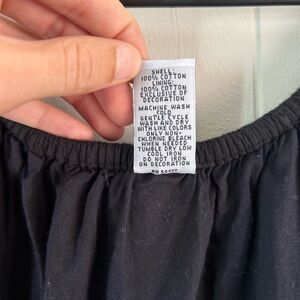 SHELL:
100% COTTON
LINING:
100% COTTON
EXCLUSIVE OF
DECORATION
MACHINE WASH
COLD
GENTLE CYCLE
WASH AND DRY
WITH LIKE COLORS
ONLY NON-
CHLORINE BLEACH
WHEN NEEDED
TUMBLE DRY LOW
COOL IRON
DO NOT IRON
ON DECORATION
RN